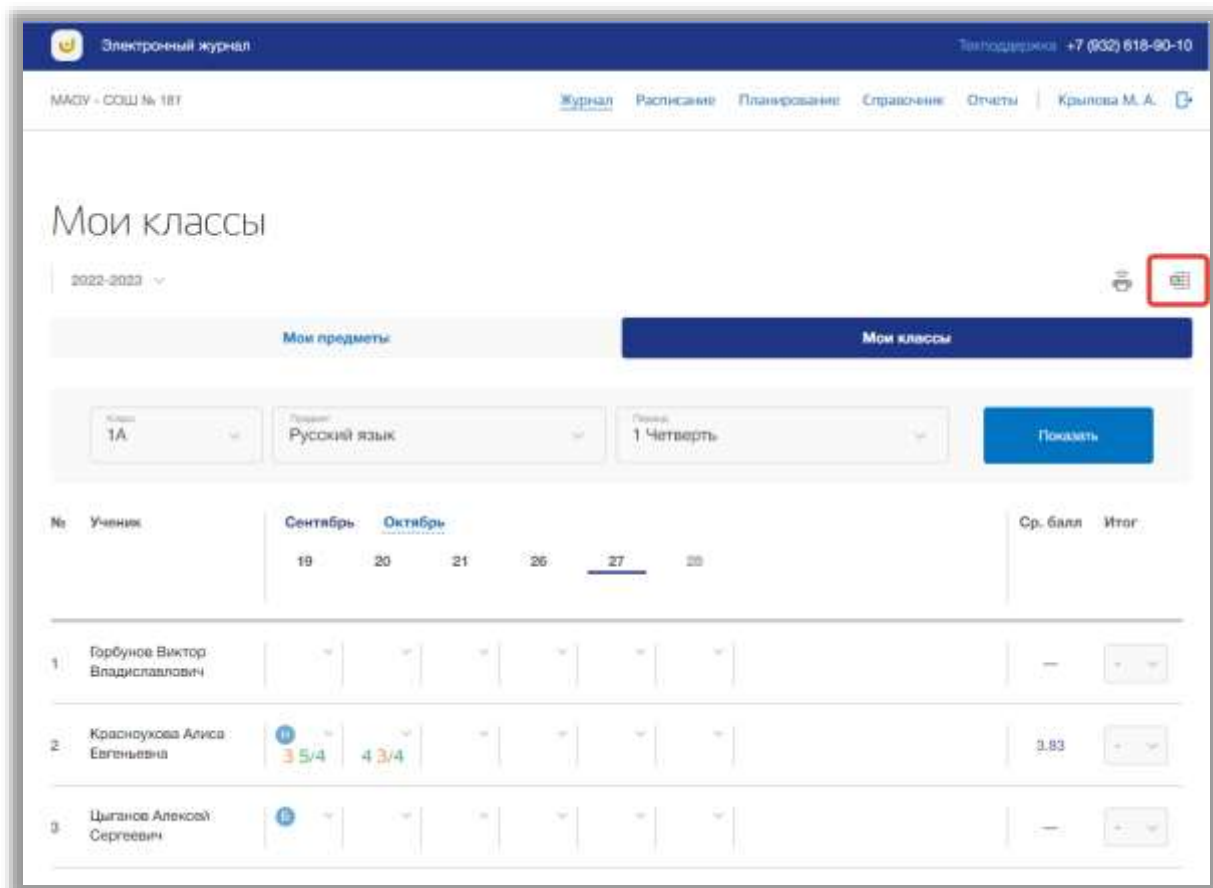 Электронный журнал Техподдержка +7 (932) 618-90-10
МАОУ - СОШ № 187 Журнал Расписание Планирование Справочник Отчеты Крылова М. А.
Мои классы
2022-2023
Мои предметы Мои классы
Класс Предмет Период
1А Русский язык 1 Четверть Показать
№ Ученик Сентябрь Октябрь Ср. балл Итог
19 20 21 26 27 28
Горбунов Виктор
1 — -
Владиславлович
Красноухова Алиса
2 3 5/4 4 3/4 3.83 -
Евгеньевна
Цыганов Алексей
3 — -
Сергеевич